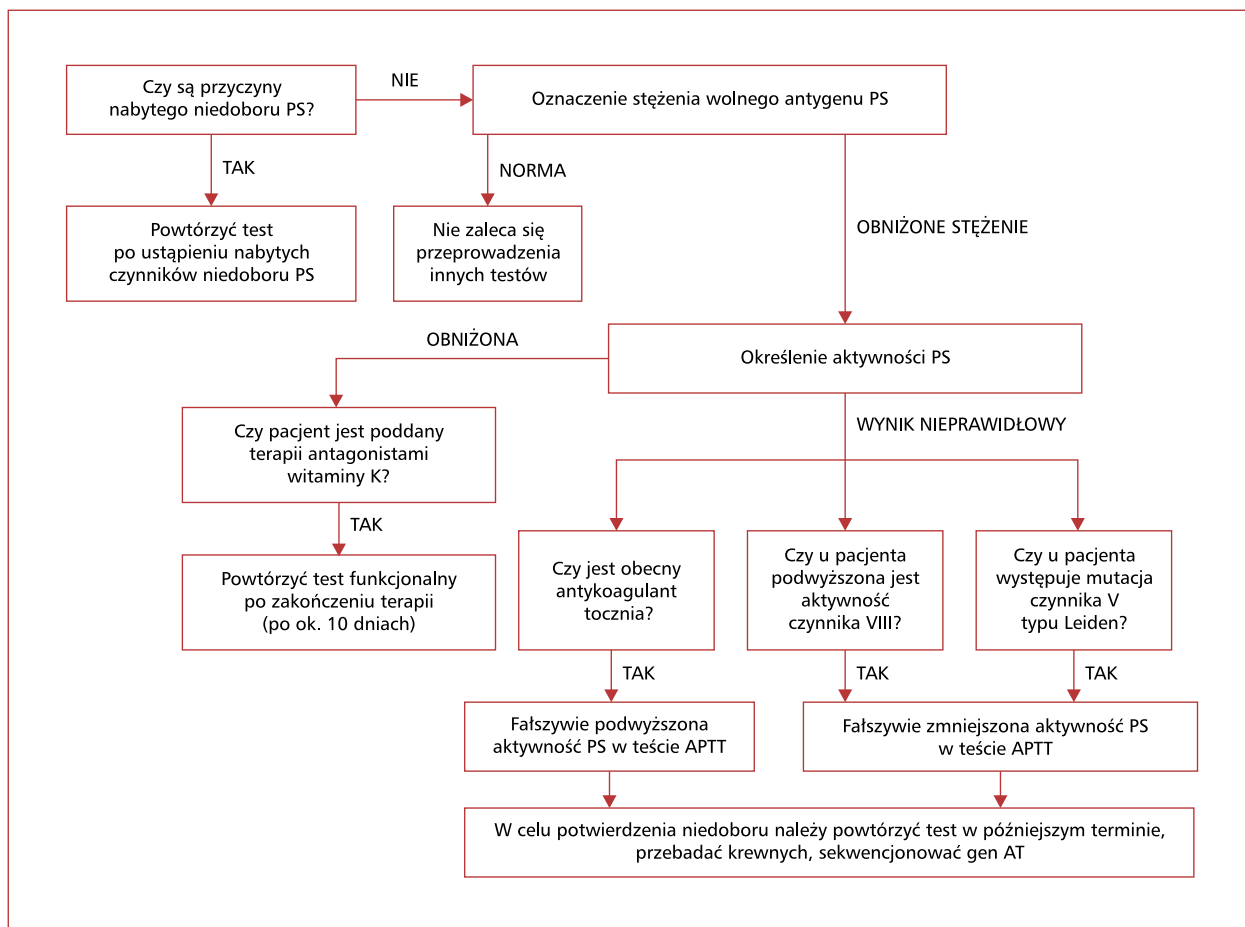 Czy są przyczyny
nabytego niedoboru PS?
NIE
Oznaczenie stężenia wolnego antygenu PS
TAK
NORMA
Powtórzyć test
po ustąpieniu nabytych
czynników niedoboru PS
Nie zaleca się
przeprowadzenia
innych testów
OBNIŻONE STĘŻENIE
OBNIŻONA
Określenie aktywności PS
Czy pacjent jest poddany
terapii antagonistami
witaminy K?
WYNIK NIEPRAWIDŁOWY
TAK
Powtórzyć test funkcjonalny
po zakończeniu terapii
(po ok. 10 dniach)
Czy jest obecny
antykoagulant
tocznia?
Czy u pacjenta
podwyższona jest
aktywność
czynnika VIII?
Czy u pacjenta
występuje mutacja
czynnika V
typu Leiden?
TAK
TAK
TAK
Fałszywie podwyższona
aktywność PS w teście APTT
Fałszywie zmniejszona aktywność PS
w teście APTT
W celu potwierdzenia niedoboru należy powtórzyć test w późniejszym terminie,
przebadać krewnych, sekwencjonować gen AT